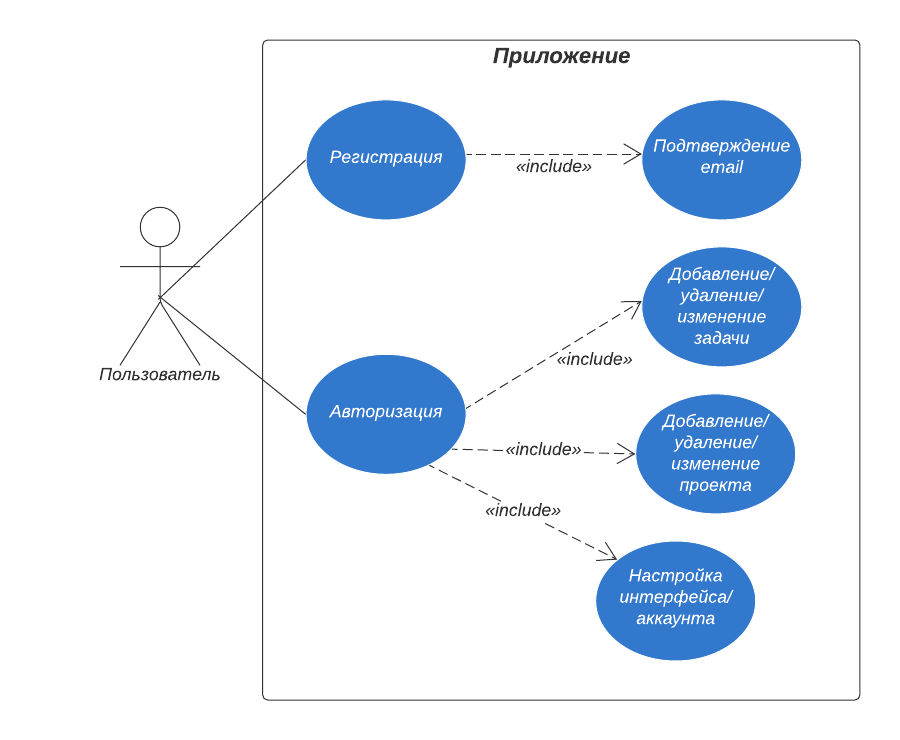 Приложение
Регистрация
«include»
Подтверждение
email
Пользователь
Авторизация
«include»
Добавление/
удаление/
изменение
задачи
«include»
Добавление/
удаление/
изменение
проекта
«include»
Настройка
интерфейса/
аккаунта